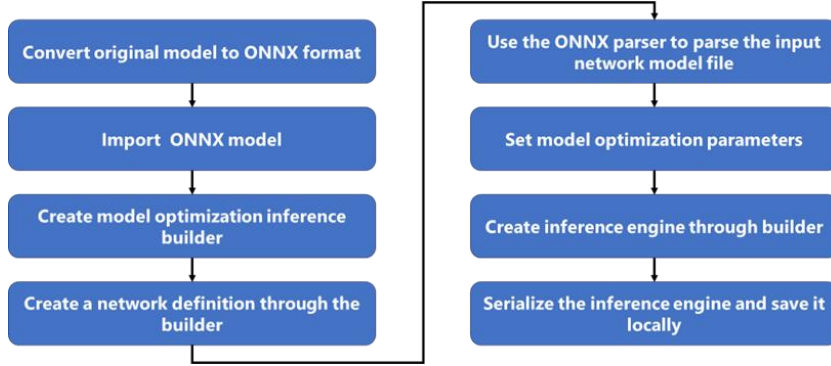 Convert original model to ONNX format
Import ONNX model
Create model optimization inference
builder
Create a network definition through the
builder
Use the ONNX parser to parse the input
network model file
Set model optimization parameters
Create inference engine through builder
Serialize the inference engine and save it
locally